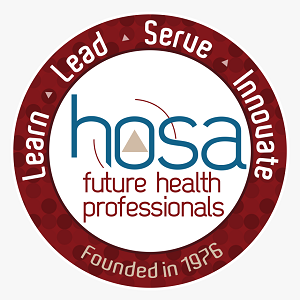 Learn Lead Serve Innovate
hosa
future health
professionals
Founded in 1976